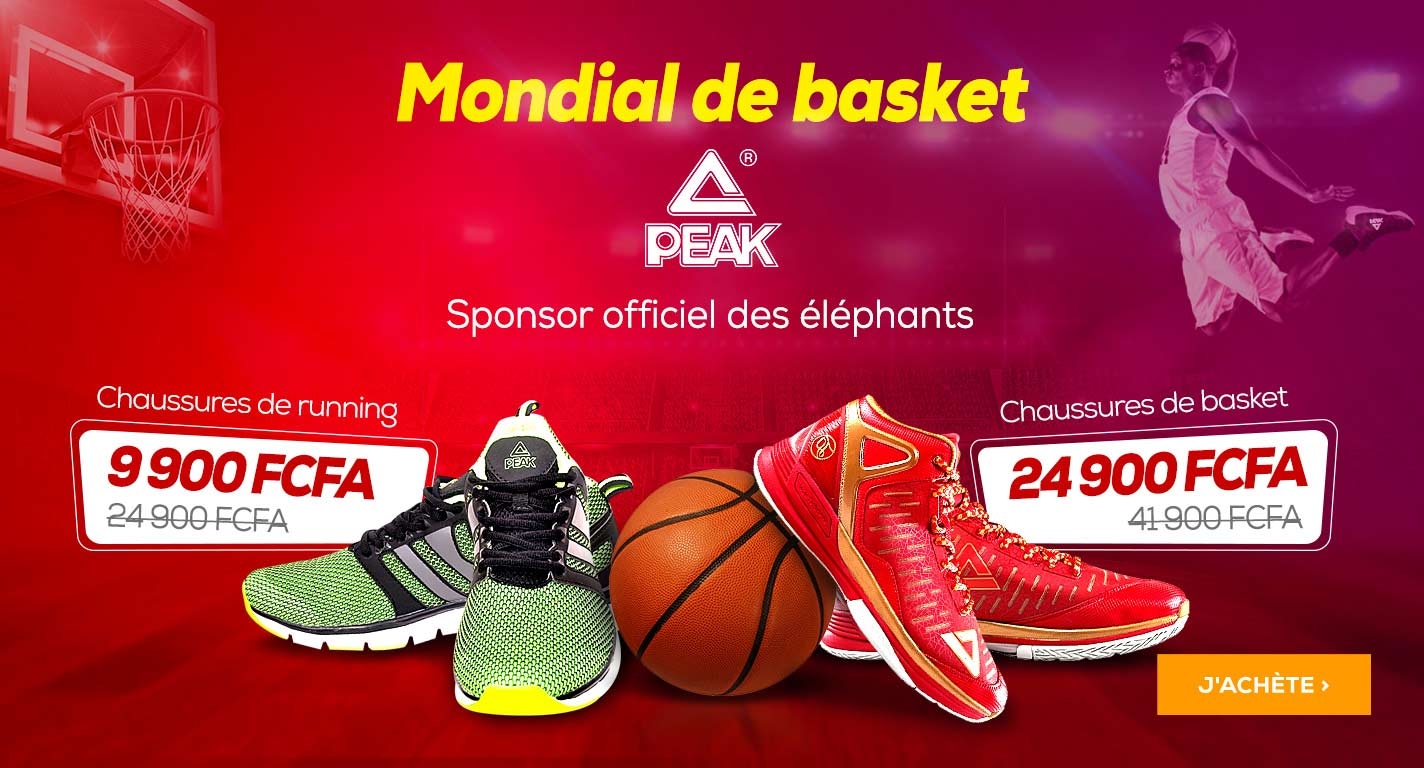 Mondial de basket
®
PEAK
Sponsor officiel des éléphants
Chaussures de running
9 900 FCFA
24 900 FCFA
Chaussures de basket
24 900 FCFA
41 900 FCFA
PEAK
J'ACHÈTE ›